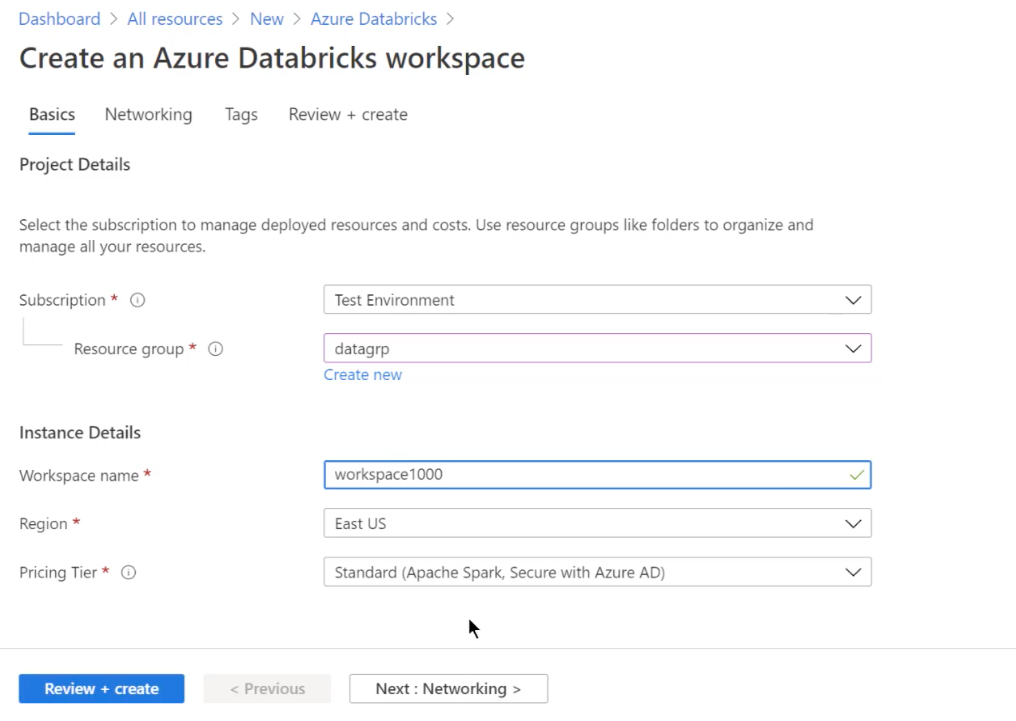 Dashboard > All resources > New > Azure Databricks >
Create an Azure Databricks workspace
Basics Networking Tags Review + create
Project Details
Select the subscription to manage deployed resources and costs. Use resource groups like folders to organize and
manage all your resources.
Subscription * Test Environment
Resource group * datagrp
Create new
Instance Details
Workspace name * workspace1000
Region * East US
Pricing Tier * Standard (Apache Spark, Secure with Azure AD)
Review + create < Previous Next : Networking >